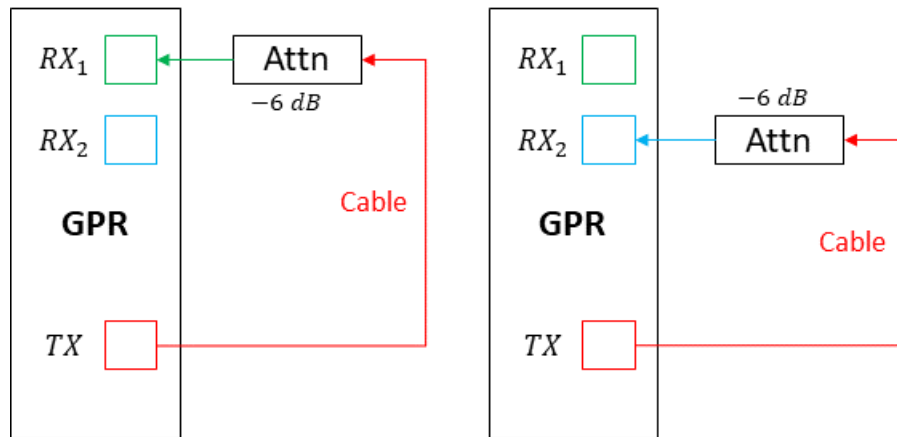 RX₁
Attn
−6 dB
RX₂
Cable
GPR
TX
RX₁
−6 dB
RX₂
Attn
GPR
Cable
TX